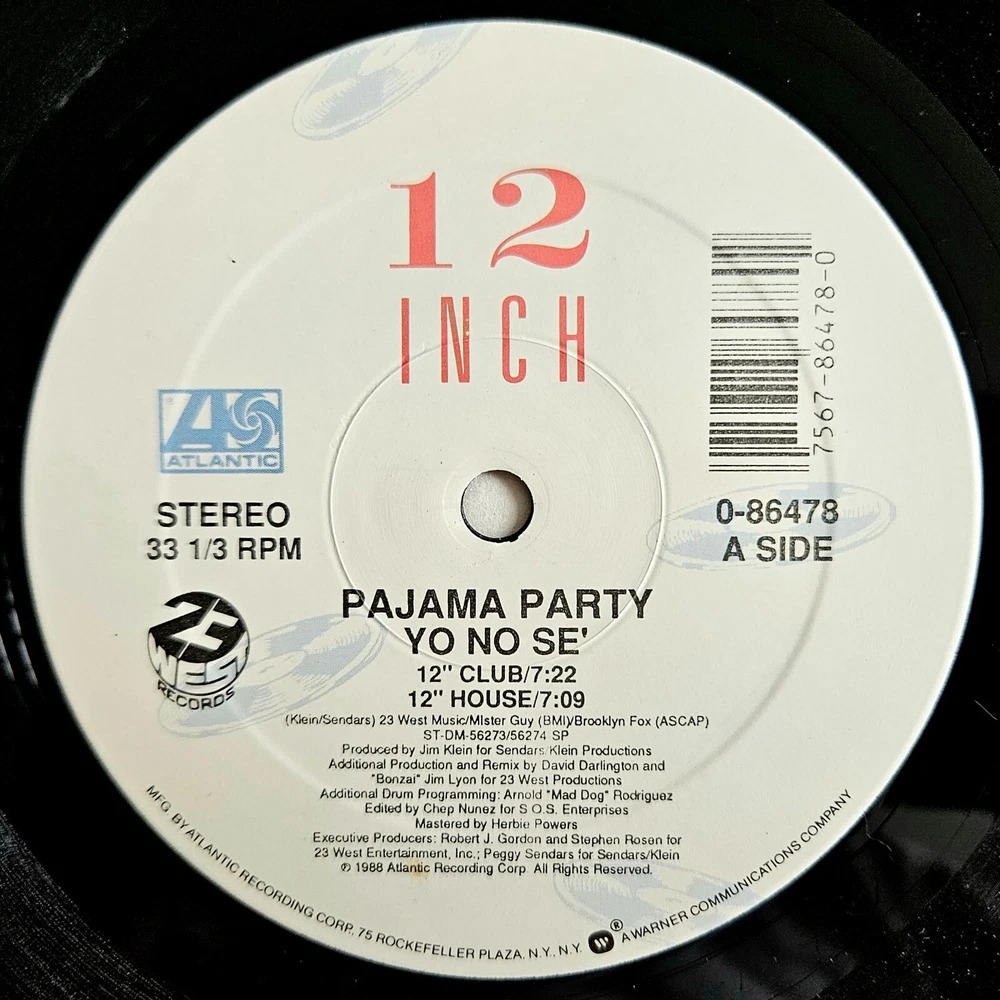 12
INCH
7567-86478-0
ATLANTIC
STEREO
33 1/3 RPM
0-86478
A SIDE
23
WEST
RECORDS
PAJAMA PARTY
YO NO SE'
12" CLUB/7:22
12" HOUSE/7:09
(Klein/Sendars) 23 West Music/MIster Guy (BMI)/Brooklyn Fox (ASCAP)
ST-DM-56273/56274 SP
Produced by Jim Klein for Sendars/Klein Productions
Additional Production and Remix by David Darlington and
"Bonzai" Jim Lyon for 23 West Productions
Additional Drum Programming: Arnold "Mad Dog" Rodriguez
Edited by Chep Nunez for S.O.S. Enterprises
Mastered by Herbie Powers
Executive Producers: Robert J. Gordon and Stephen Rosen for
23 West Entertainment, Inc.; Peggy Sendars for Sendars/Klein
℗ 1988 Atlantic Recording Corp. All Rights Reserved.
MFG. BY ATLANTIC RECORDING CORP., 75 ROCKEFELLER PLAZA, N.Y., N.Y. W® A WARNER COMMUNICATIONS COMPANY